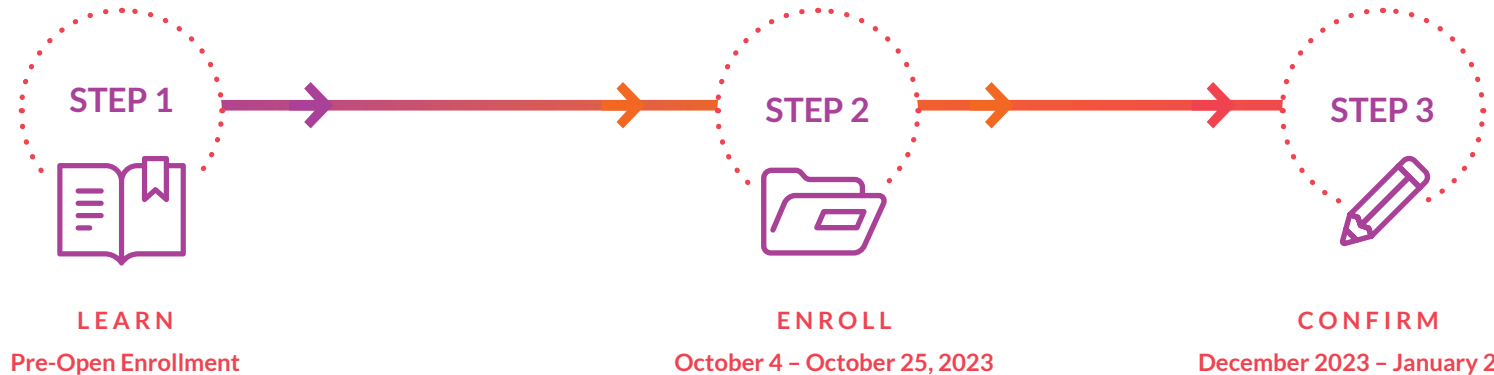 STEP 1
STEP 2
STEP 3
LEARN
Pre-Open Enrollment
ENROLL
October 4 – October 25, 2023
CONFIRM
December 2023 – January 2